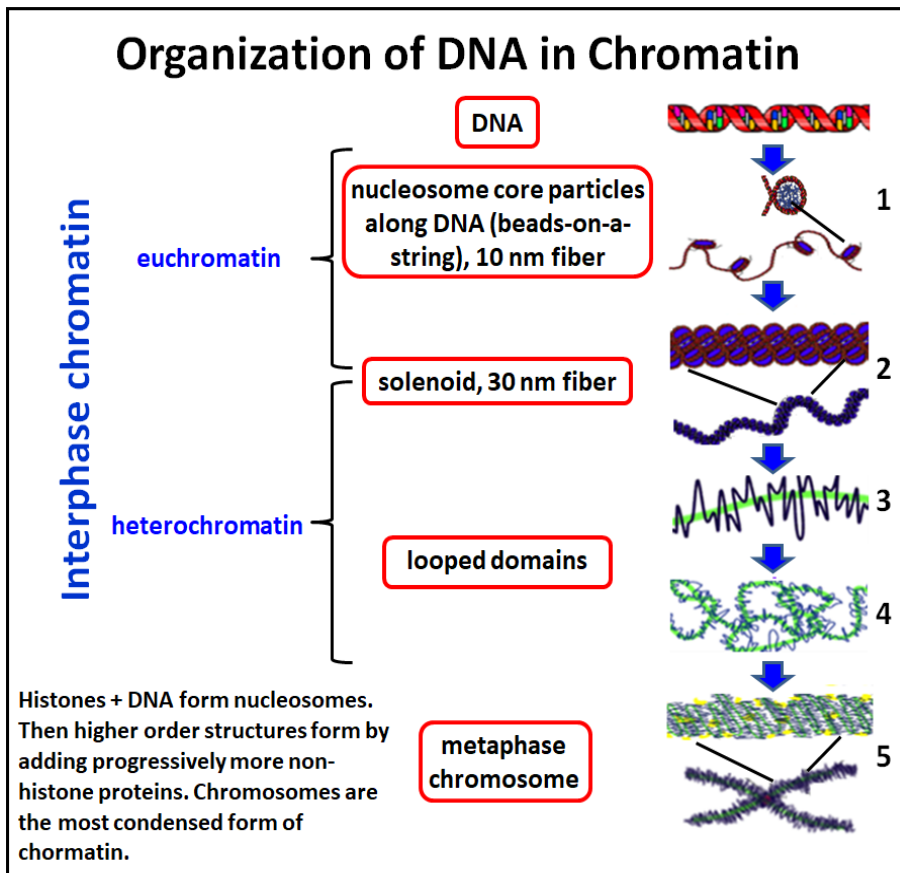 Organization of DNA in Chromatin
DNA
1
nucleosome core particles
along DNA (beads-on-a-
string), 10 nm fiber
euchromatin
Interphase chromatin
2
solenoid, 30 nm fiber
3
heterochromatin
looped domains
4
Histones + DNA form nucleosomes.
Then higher order structures form by
adding progressively more non-
histone proteins. Chromosomes are
the most condensed form of
chormatin.
metaphase
chromosome
5